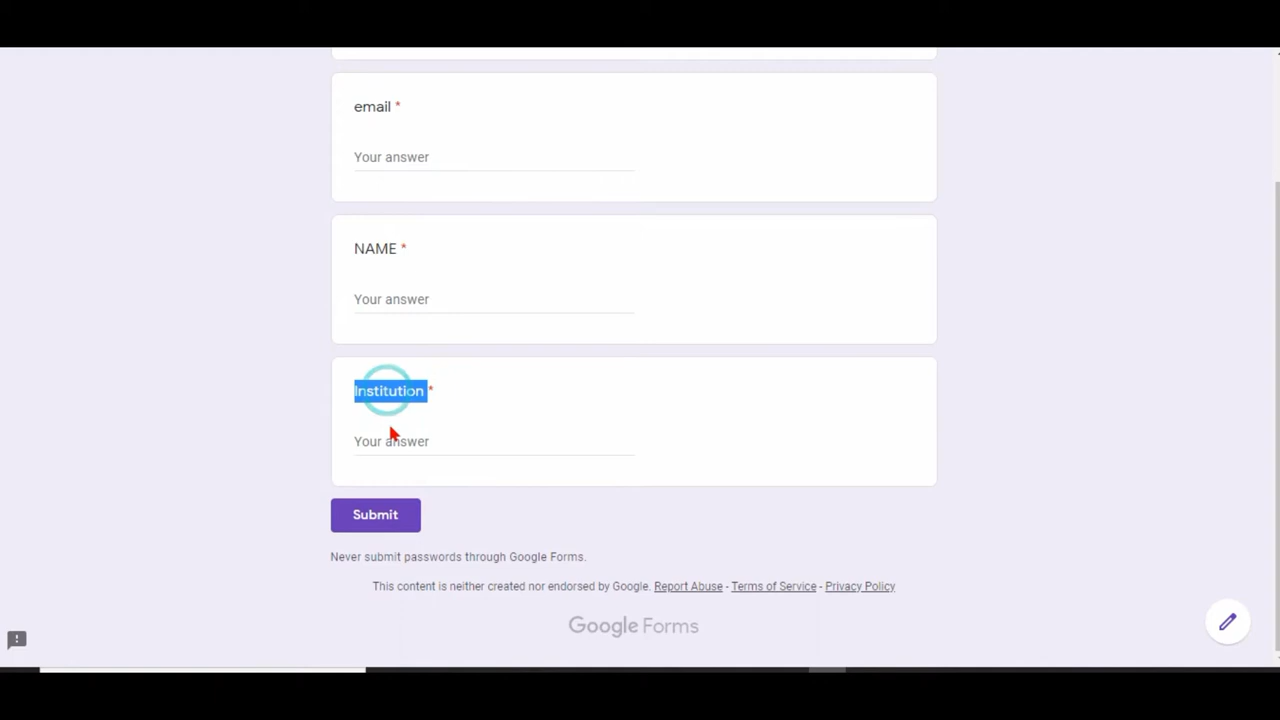 email *
Your answer
NAME *
Your answer
Institution *
Your answer
Submit
Never submit passwords through Google Forms.
This content is neither created nor endorsed by Google. Report Abuse - Terms of Service - Privacy Policy
Google Forms